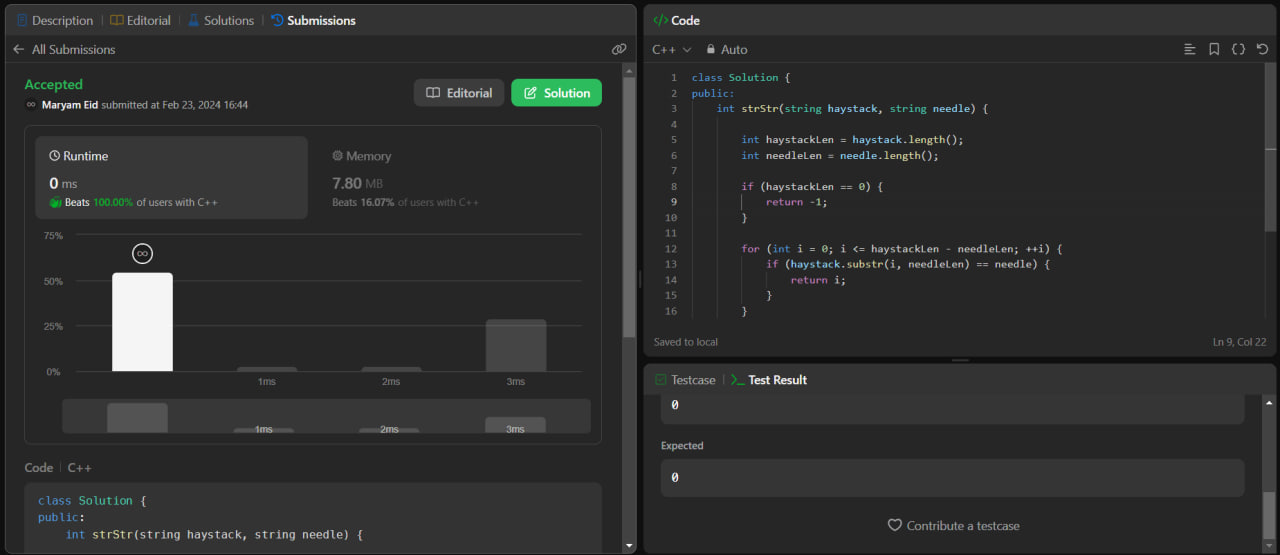 Description | Editorial | Solutions | Submissions
All Submissions
Accepted
Maryam Eid submitted at Feb 23, 2024 16:44
Editorial
Solution
Runtime
0 ms
Beats 100.00% of users with C++
Memory
7.80 MB
Beats 16.07% of users with C++
75%
50%
25%
0%
1ms 2ms 3ms
1ms 2ms 3ms
Code | C++
class Solution {
public:
    int strStr(string haystack, string needle) {
</> Code
C++ Auto
1 class Solution {
2 public:
3     int strStr(string haystack, string needle) {
4
5         int haystackLen = haystack.length();
6         int needleLen = needle.length();
7
8         if (haystackLen == 0) {
9             return -1;
10         }
11
12         for (int i = 0; i <= haystackLen - needleLen; ++i) {
13             if (haystack.substr(i, needleLen) == needle) {
14                 return i;
15             }
16         }
Saved to local
Ln 9, Col 22
Testcase | >_ Test Result
0
Expected
0
Contribute a testcase